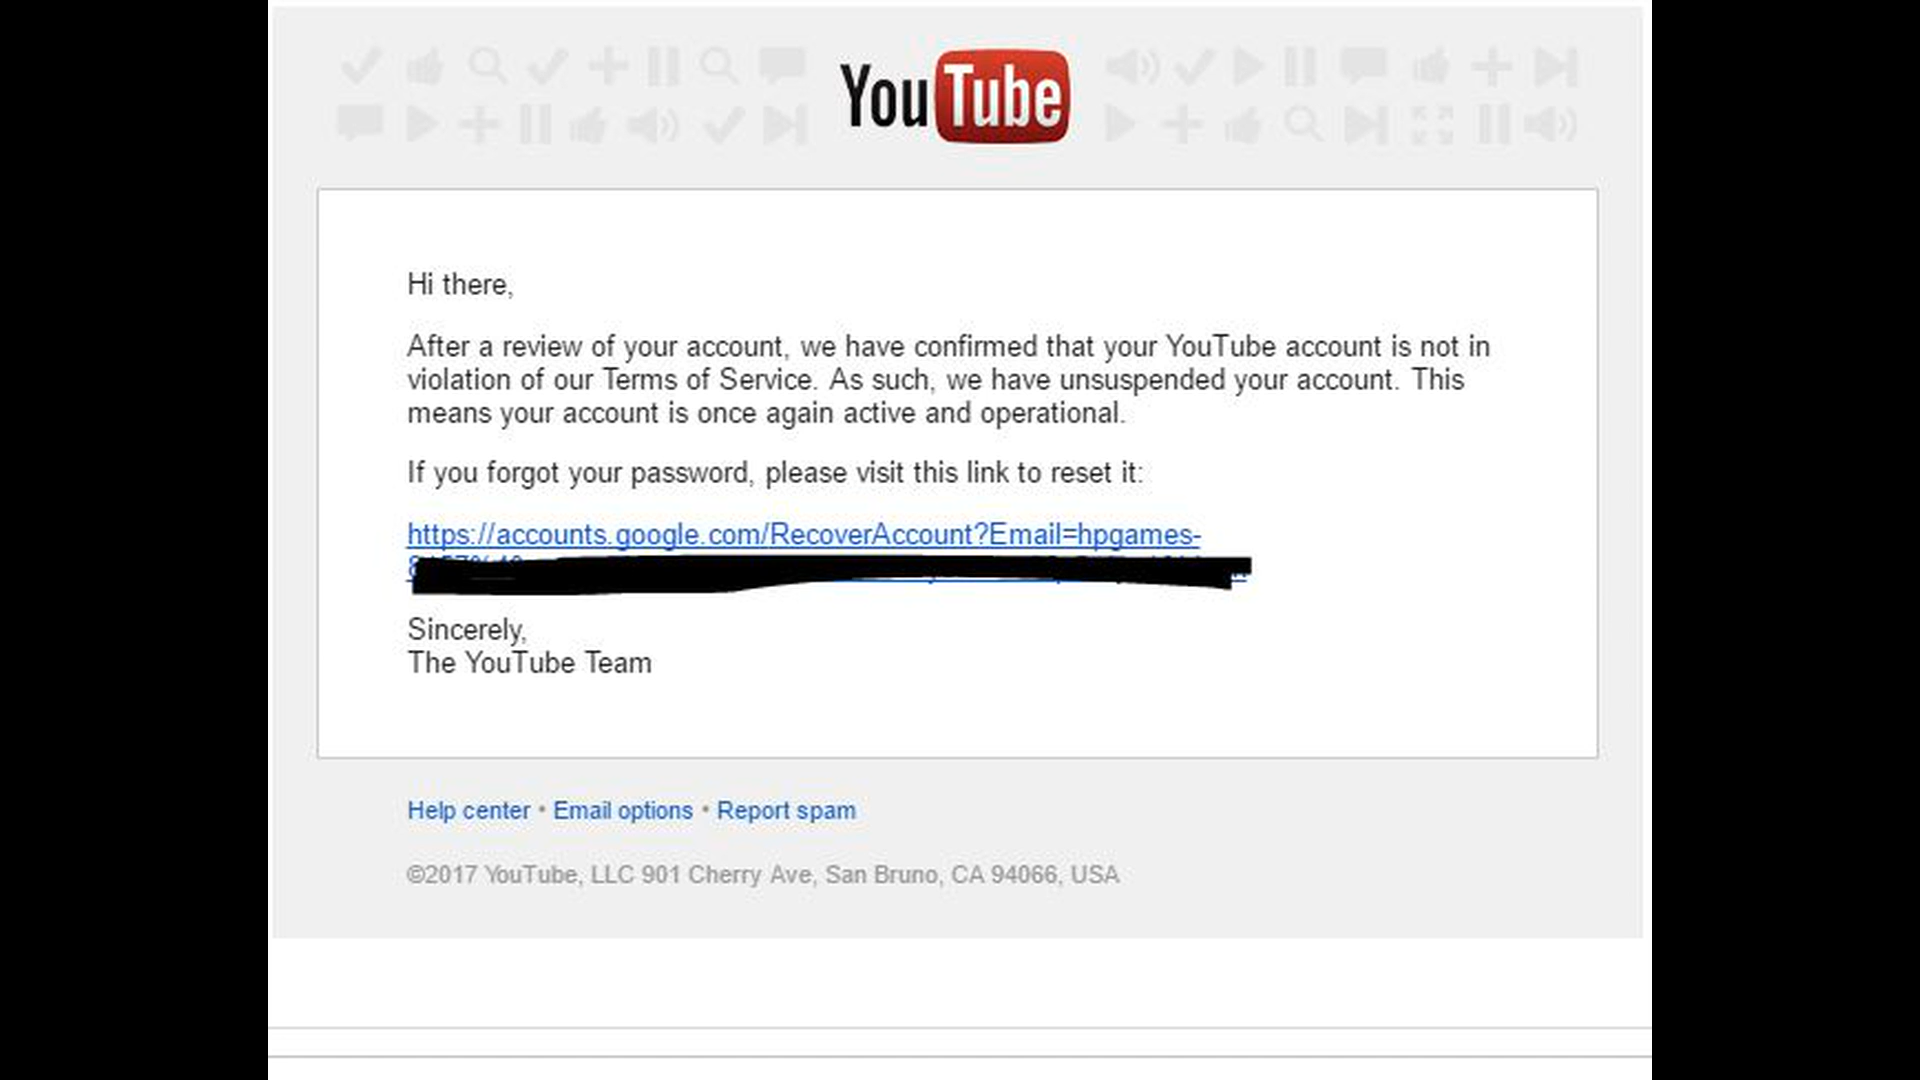 YouTube
Hi there,
After a review of your account, we have confirmed that your YouTube account is not in
violation of our Terms of Service. As such, we have unsuspended your account. This
means your account is once again active and operational.
If you forgot your password, please visit this link to reset it:
https://accounts.google.com/RecoverAccount?Email=hpgames-
Sincerely,
The YouTube Team
Help center • Email options • Report spam
©2017 YouTube, LLC 901 Cherry Ave, San Bruno, CA 94066, USA